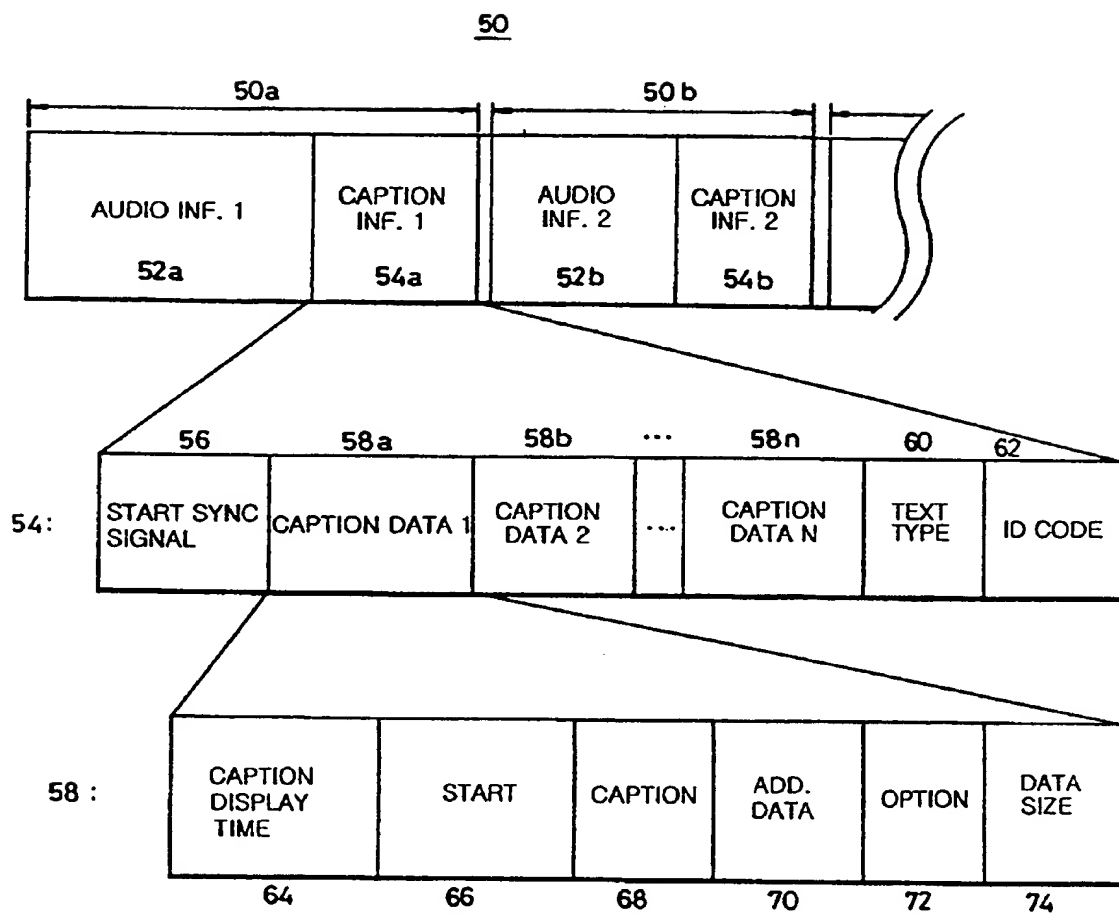 50
50a
50b
AUDIO INF. 1
52a
CAPTION
INF. 1
54a
AUDIO
INF. 2
52b
CAPTION
INF. 2
54b
56
58a
58b
...
58n
60
62
54:
START SYNC
SIGNAL
CAPTION DATA 1
CAPTION
DATA 2
....
CAPTION
DATA N
TEXT
TYPE
ID CODE
58 :
CAPTION
DISPLAY
TIME
START
CAPTION
ADD.
DATA
OPTION
DATA
SIZE
64
66
68
70
72
74